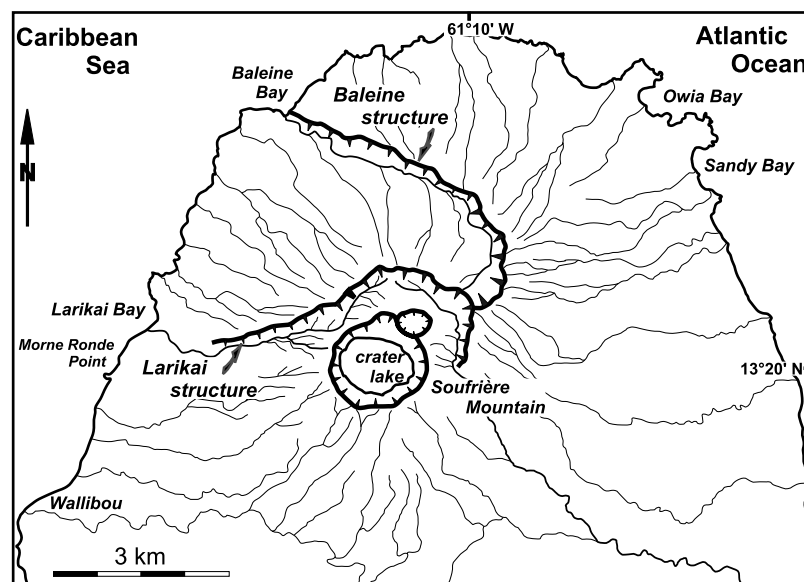 61°10' W
Caribbean
Sea
Atlantic
Ocean
Baleine
Bay
Baleine
structure
Owia Bay
Sandy Bay
N
Larikai Bay
Morne Ronde
Point
Larikai
structure
crater
lake
Soufrière
Mountain
13°20' N
Wallibou
3 km